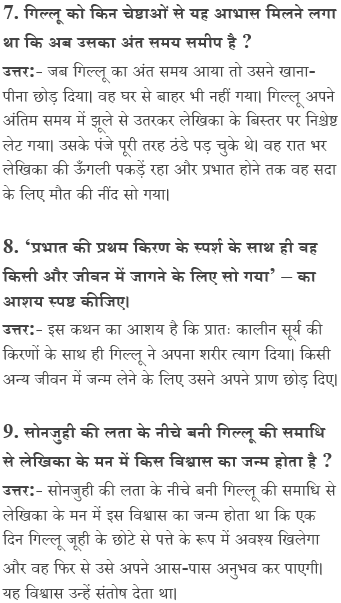 7. गिल्लू को किन चेष्टाओं से यह आभास मिलने लगा
था कि अब उसका अंत समय समीप है ?
उत्तर:- जब गिल्लू का अंत समय आया तो उसने खाना-
पीना छोड़ दिया। वह घर से बाहर भी नहीं गया। गिल्लू अपने
अंतिम समय में झूले से उतरकर लेखिका के बिस्तर पर निश्चेष्ट
लेट गया। उसके पंजे पूरी तरह ठंडे पड़ चुके थे। वह रात भर
लेखिका की ऊँगली पकड़ें रहा और प्रभात होने तक वह सदा
के लिए मौत की नींद सो गया।
8. ‘प्रभात की प्रथम किरण के स्पर्श के साथ ही वह
किसी और जीवन में जागने के लिए सो गया’ – का
आशय स्पष्ट कीजिए।
उत्तर:- इस कथन का आशय है कि प्रातः कालीन सूर्य की
किरणों के साथ ही गिल्लू ने अपना शरीर त्याग दिया। किसी
अन्य जीवन में जन्म लेने के लिए उसने अपने प्राण छोड़ दिए।
9. सोनजुही की लता के नीचे बनी गिल्लू की समाधि
से लेखिका के मन में किस विश्वास का जन्म होता है ?
उत्तर:- सोनजुही की लता के नीचे बनी गिल्लू की समाधि से
लेखिका के मन में इस विश्वास का जन्म होता था कि एक
दिन गिल्लू जूही के छोटे से पत्ते के रूप में अवश्य खिलेगा
और वह फिर से उसे अपने आस-पास अनुभव कर पाएगी।
यह विश्वास उन्हें संतोष देता था।